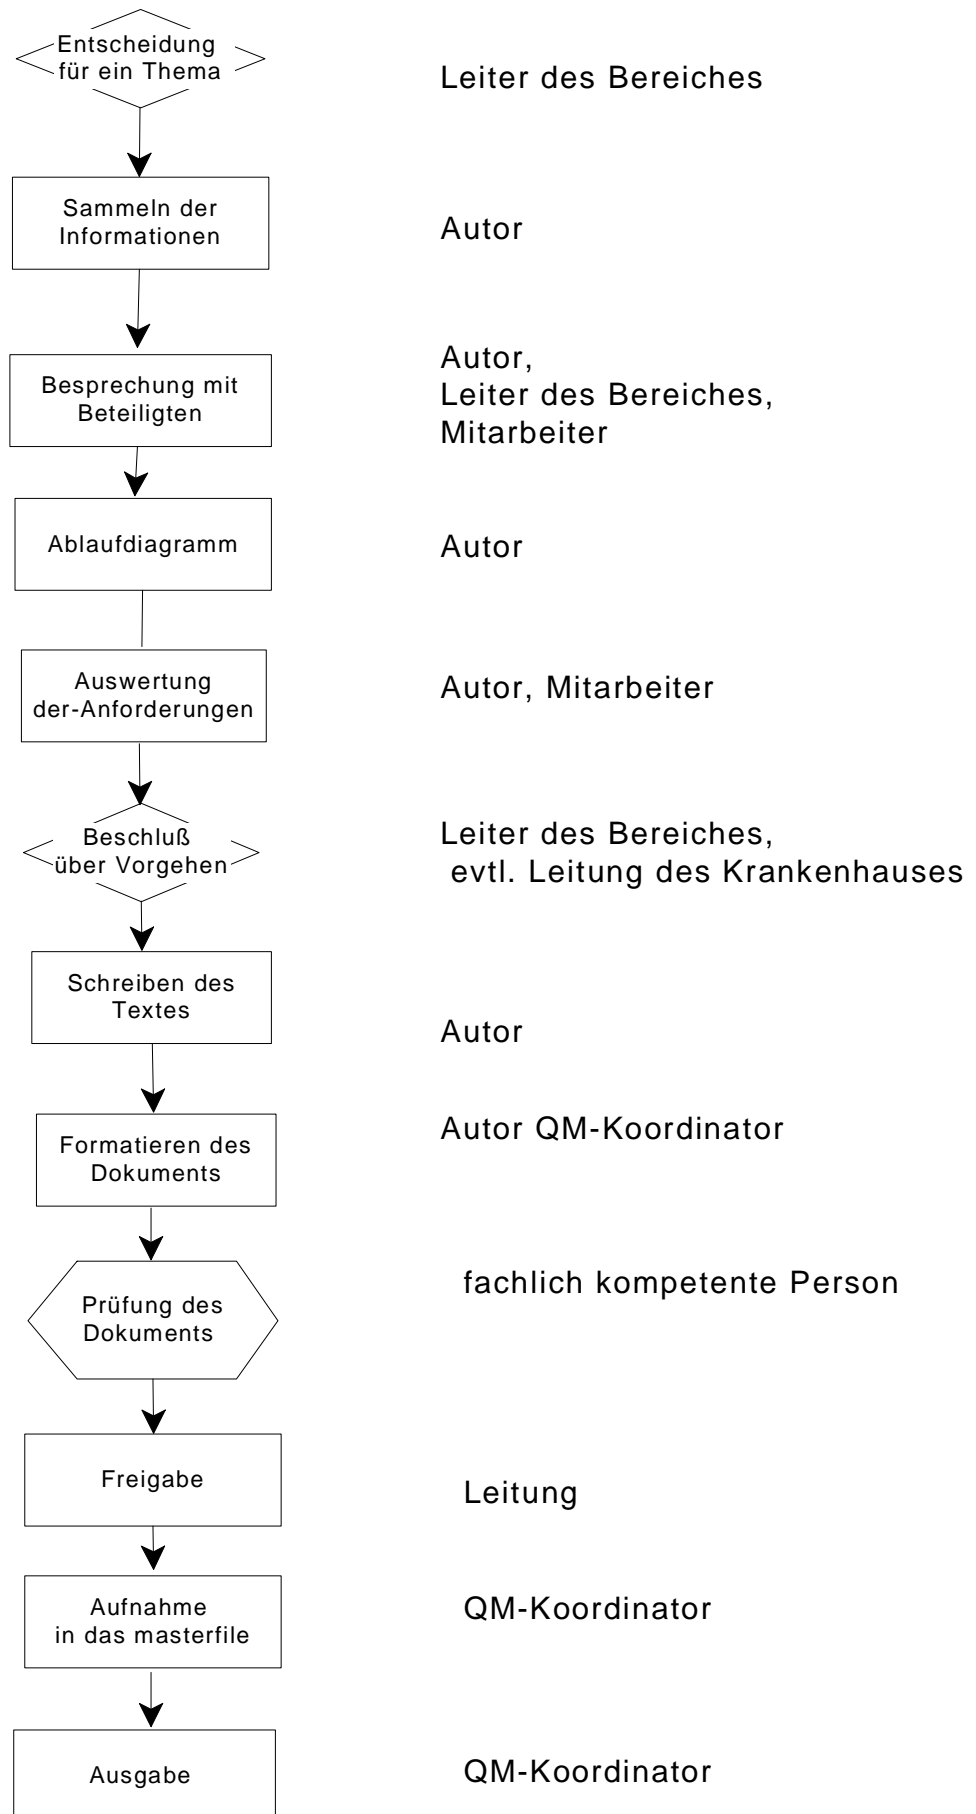 Entscheidung
für ein Thema
Leiter des Bereiches
Sammeln der
Informationen
Autor
Besprechung mit
Beteiligten
Autor,
Leiter des Bereiches,
Mitarbeiter
Ablaufdiagramm
Autor
Auswertung
der-Anforderungen
Autor, Mitarbeiter
Beschluß
über Vorgehen
Leiter des Bereiches,
evtl. Leitung des Krankenhauses
Schreiben des
Textes
Autor
Formatieren des
Dokuments
Autor QM-Koordinator
Prüfung des
Dokuments
fachlich kompetente Person
Freigabe
Leitung
Aufnahme
in das masterfile
QM-Koordinator
Ausgabe
QM-Koordinator